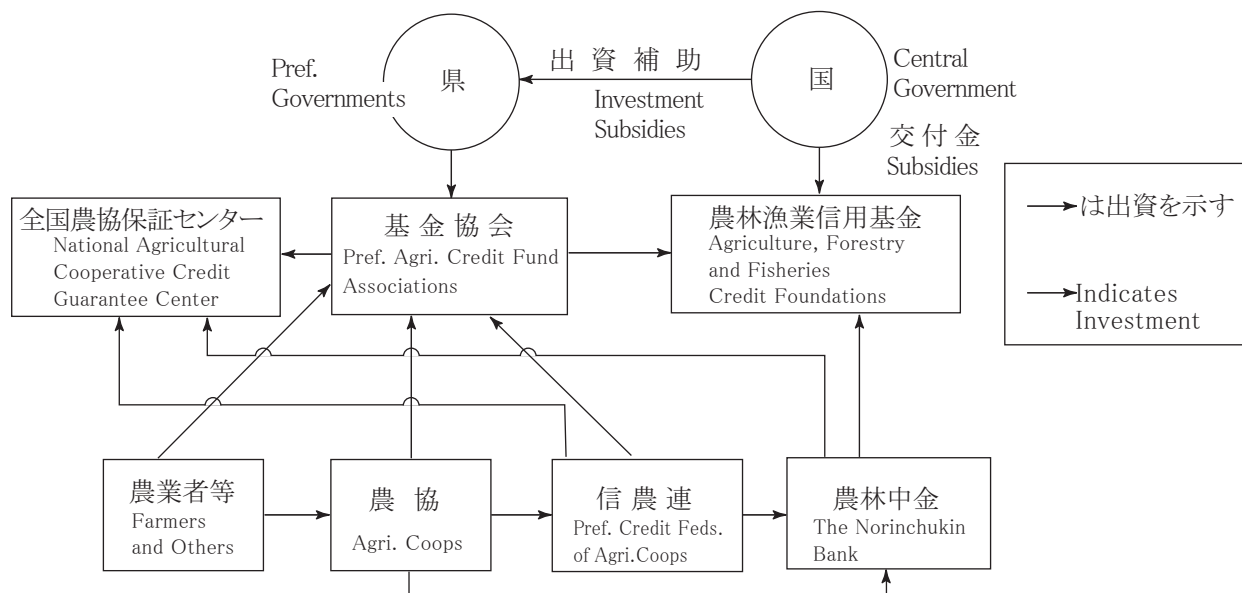 Pref.
Governments
県
出資補助
Investment
Subsidies
国
Central
Government
交付金
Subsidies
全国農協保証センター
National Agricultural
Cooperative Credit
Guarantee Center
基金協会
Pref. Agri. Credit Fund
Associations
農林漁業信用基金
Agriculture, Forestry
and Fisheries
Credit Foundations
は出資を示す
Indicates
Investment
農業者等
Farmers
and Others
農協
Agri. Coops
信農連
Pref. Credit Feds.
of Agri.Coops
農林中金
The Norinchukin
Bank